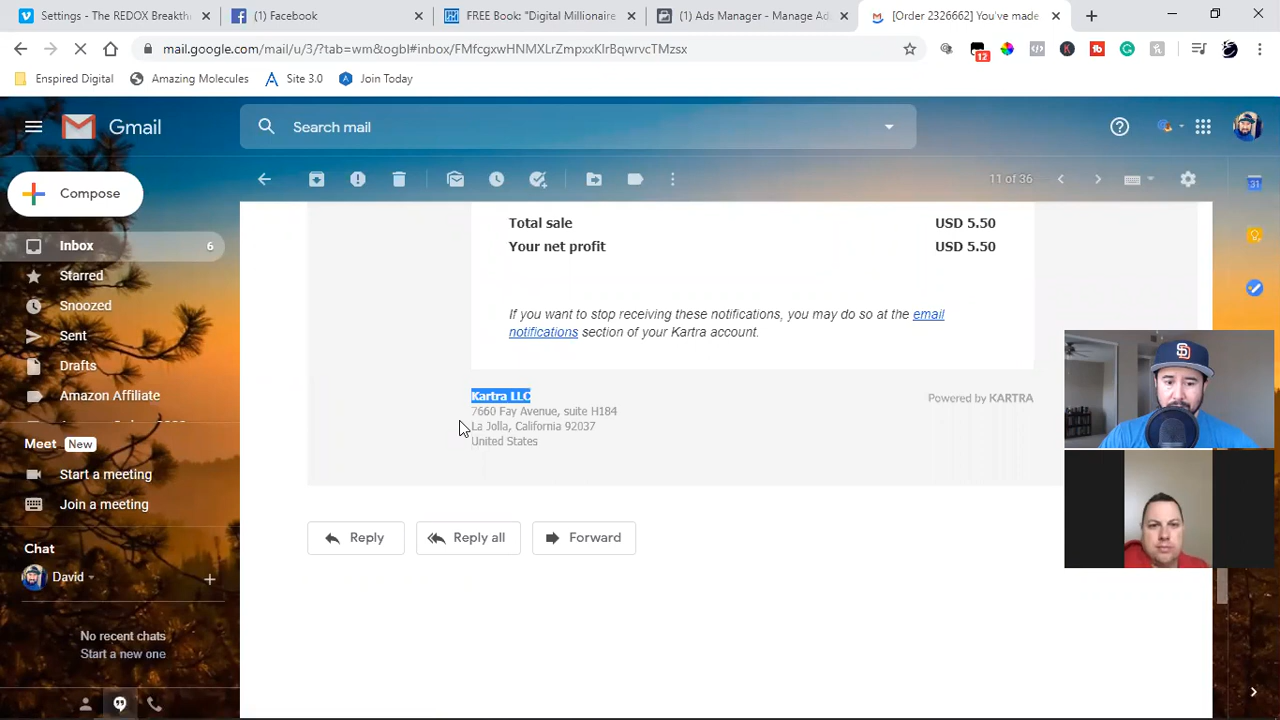 Settings - The REDOX Breakth
(1) Facebook
FREE Book: "Digital Millionaire
(1) Ads Manager - Manage Ad
[Order 2326662] You've made
mail.google.com/mail/u/3/?tab=wm&ogbl#inbox/FMfcgxwHNMXLrZmpxxKlrBqwrvcTMzsx
12
Enspired Digital
Amazing Molecules
Site 3.0
Join Today
Gmail
Search mail
Compose
11 of 36
Inbox 6
Starred
Snoozed
Sent
Drafts
Amazon Affiliate
Meet New
Start a meeting
Join a meeting
Chat
David
No recent chats
Start a new one
Total sale USD 5.50
Your net profit USD 5.50
If you want to stop receiving these notifications, you may do so at the email
notifications section of your Kartra account.
Kartra LLC
7660 Fay Avenue, suite H184
La Jolla, California 92037
United States
Powered by KARTRA
Reply
Reply all
Forward